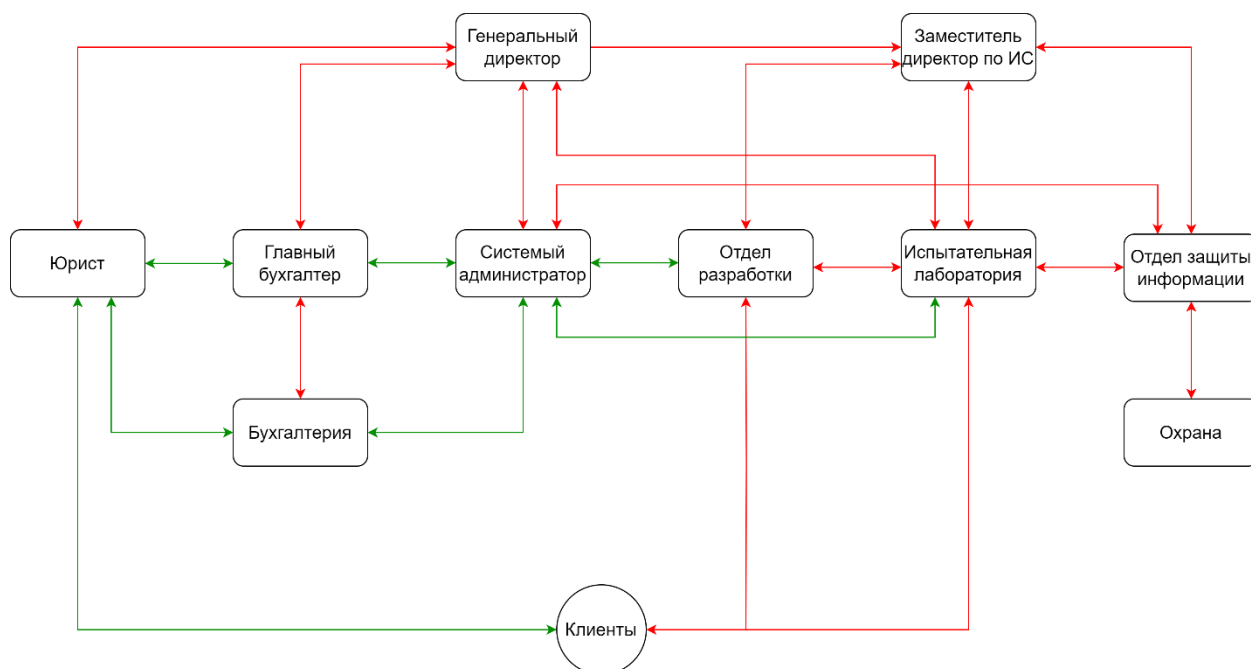 Генеральный
директор
Заместитель
директор по ИС
Юрист
Главный
бухгалтер
Системый
администратор
Отдел
разработки
Испытательная
лаборатория
Отдел защиты
информации
Бухгалтерия
Охрана
Клиенты